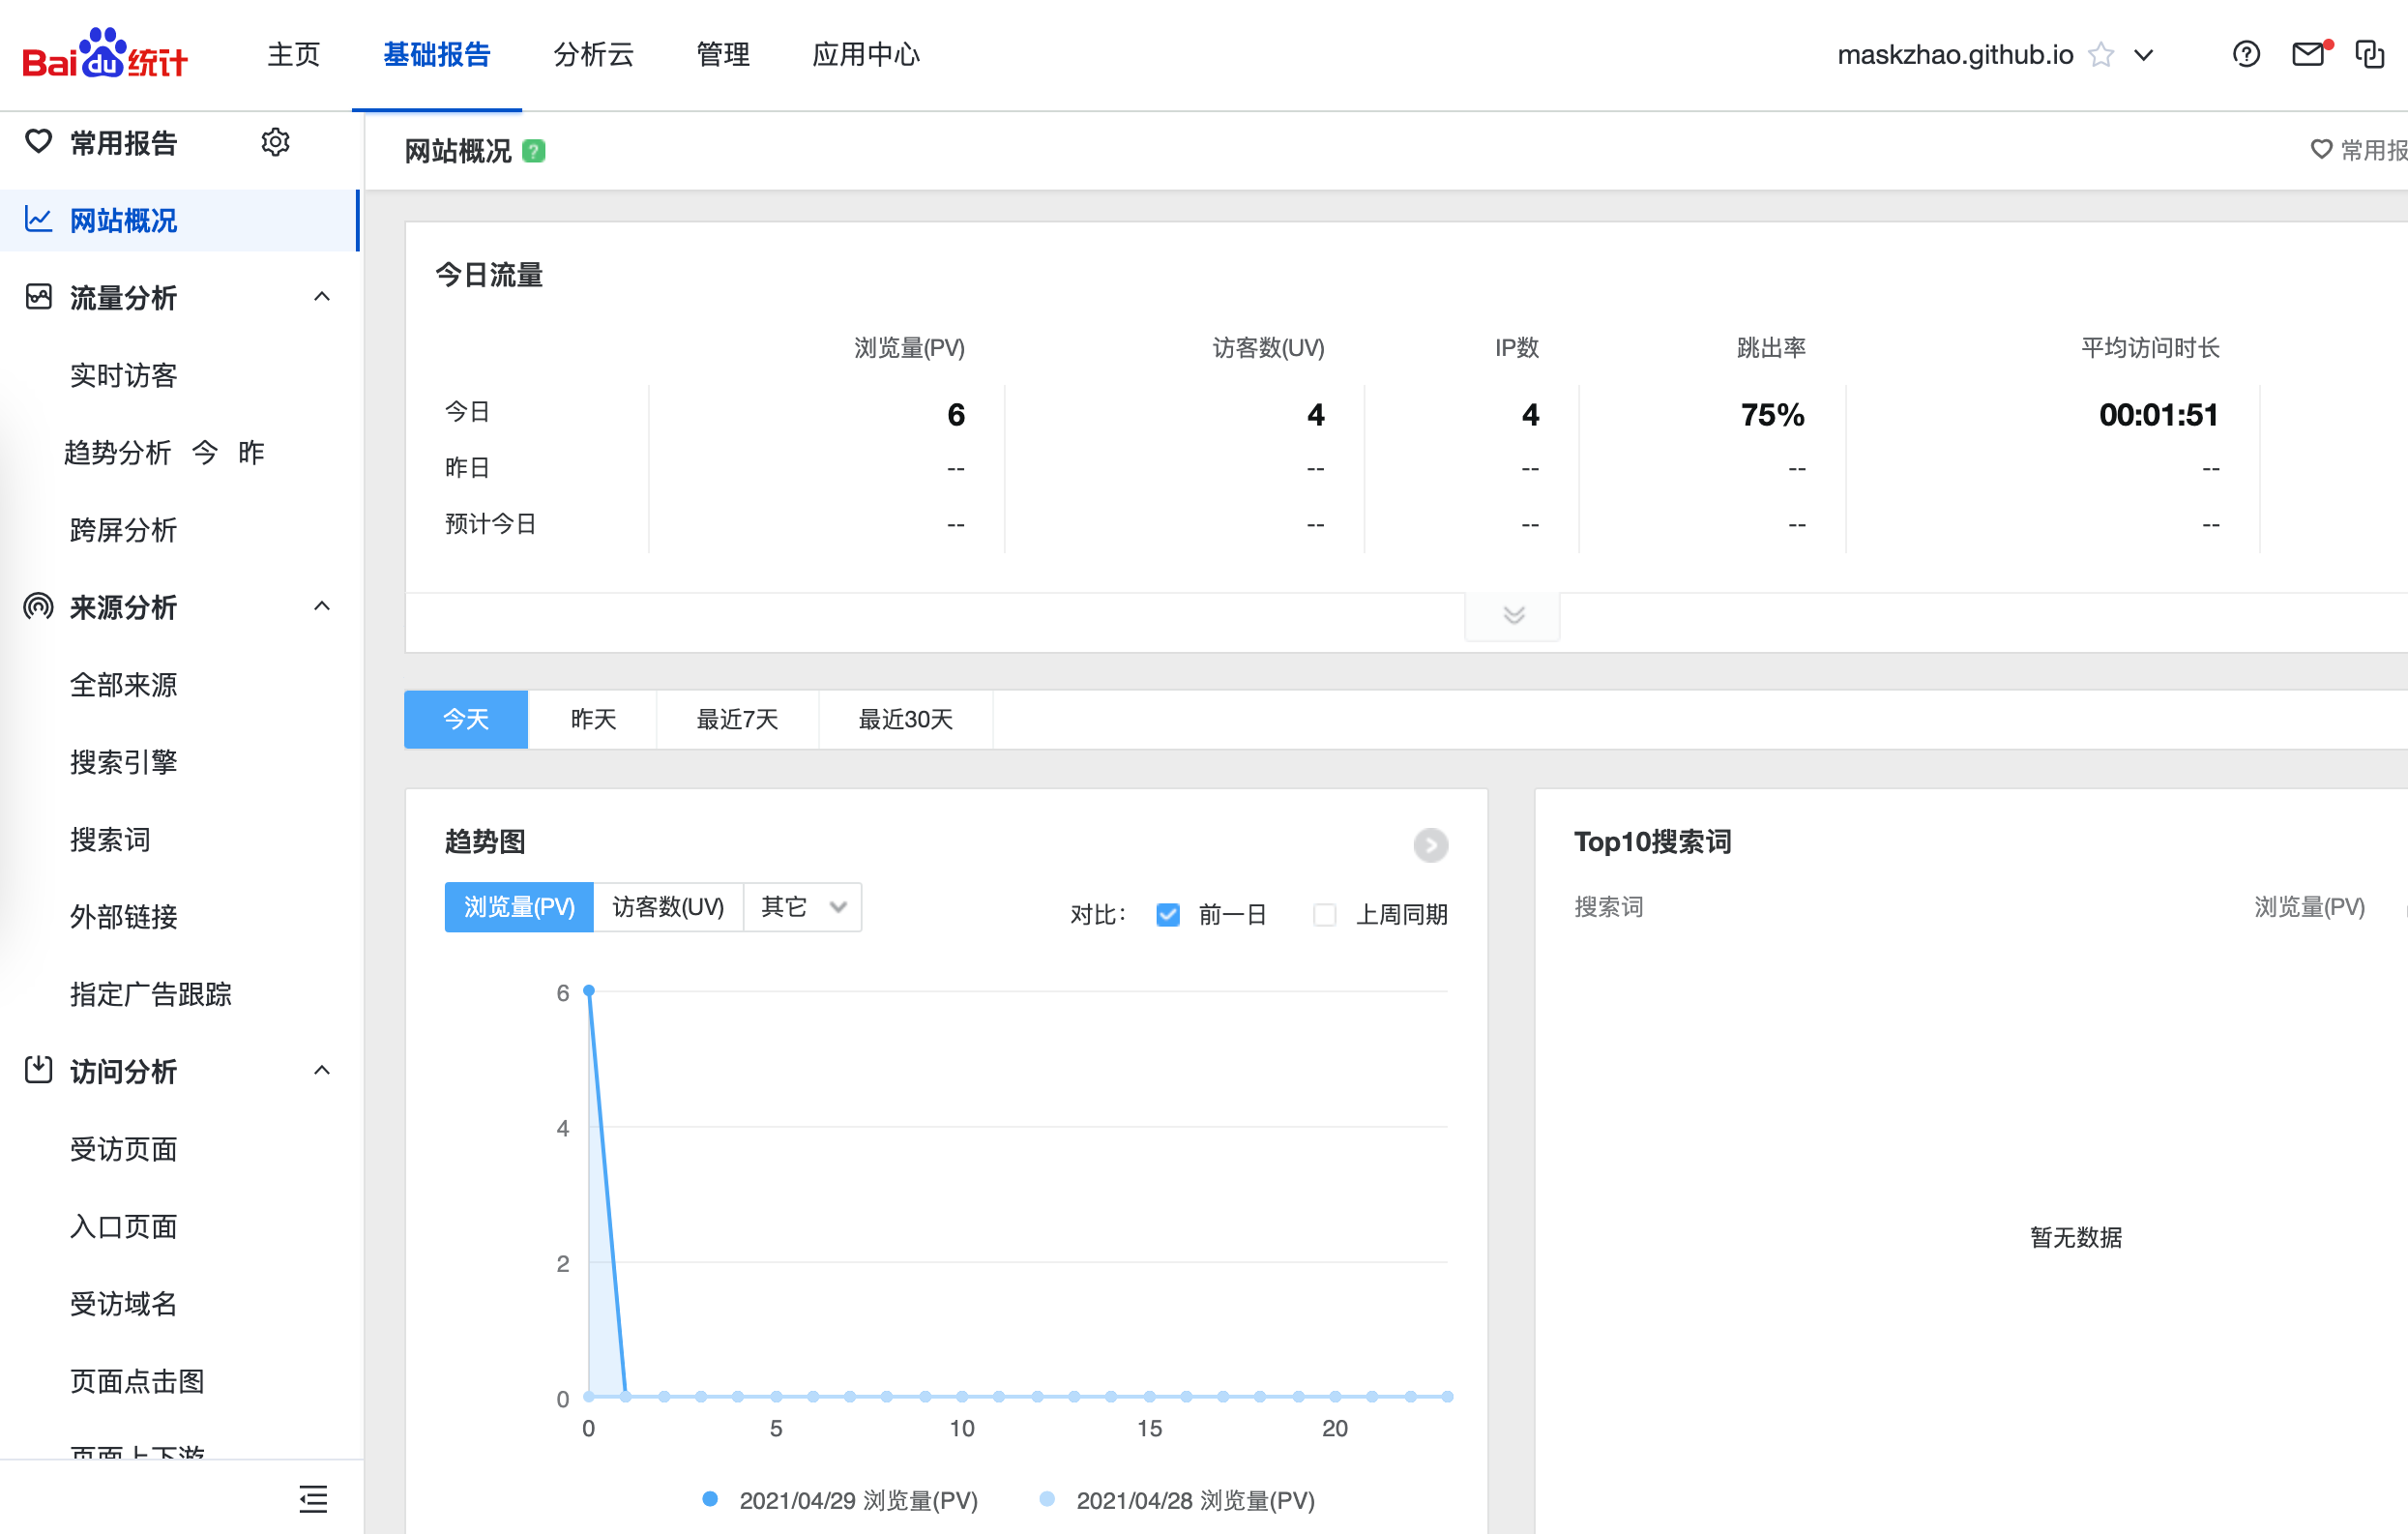 Baidu统计 主页 基础报告 分析云 管理 应用中心 maskzhao.github.io
常用报告
网站概况
流量分析
实时访客
趋势分析 今 昨
跨屏分析
来源分析
全部来源
搜索引擎
搜索词
外部链接
指定广告跟踪
访问分析
受访页面
入口页面
受访域名
页面点击图
页面上下游
网站概况 ?
常用报
今日流量
浏览量(PV) 访客数(UV) IP数 跳出率 平均访问时长
今日 6 4 4 75% 00:01:51
昨日 -- -- -- -- --
预计今日 -- -- -- -- --
今天 昨天 最近7天 最近30天
趋势图
浏览量(PV) 访客数(UV) 其它
对比： 前一日 上周同期
6
4
2
0
0 5 10 15 20
2021/04/29 浏览量(PV) 2021/04/28 浏览量(PV)
Top10搜索词
搜索词 浏览量(PV)
暂无数据